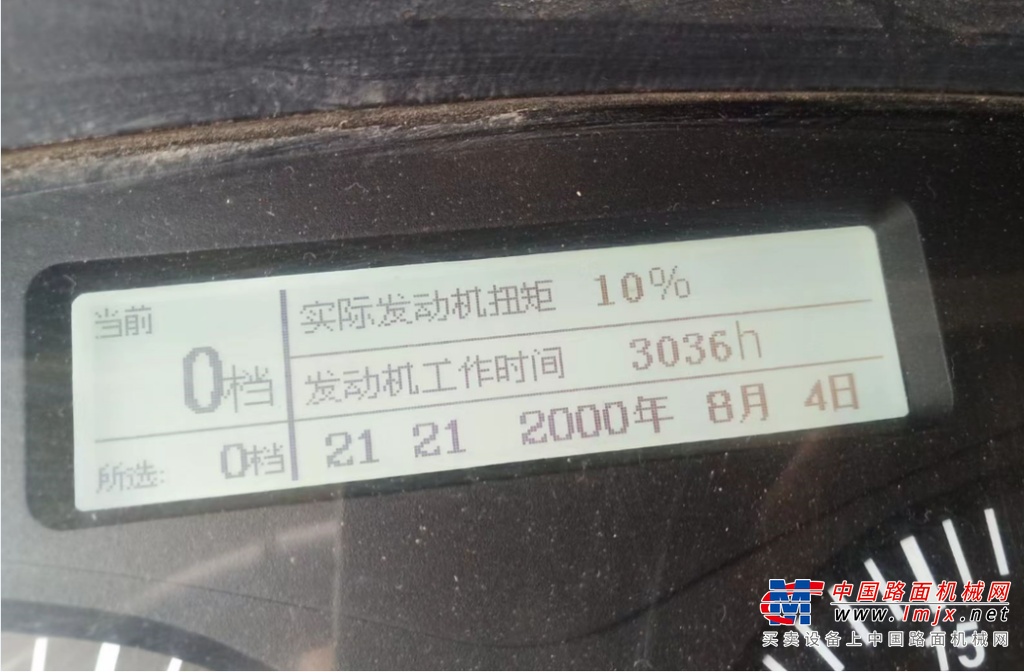 当前
0档
所选: 0档
实际发动机扭矩 10%
发动机工作时间 3036h
21 21 2000年 8月 4日
15
中国路面机械网
www.lmjx.net
买卖设备上中国路面机械网